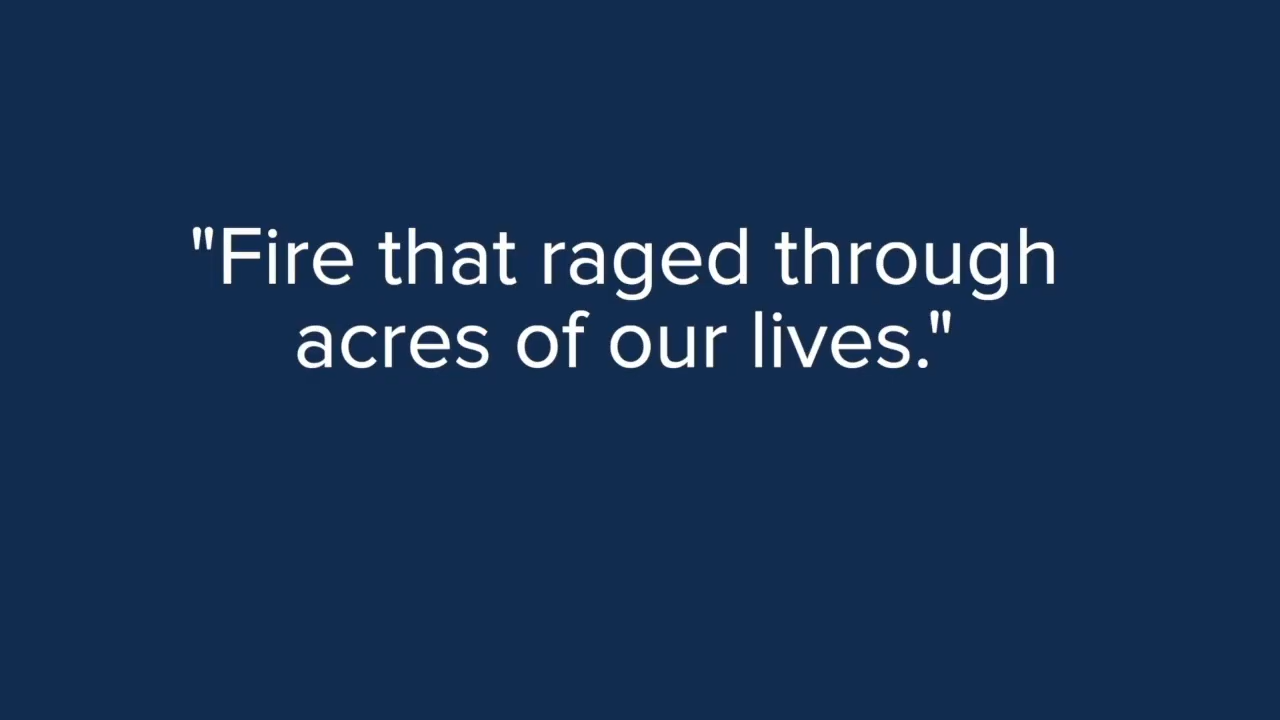 "Fire that raged through
acres of our lives."